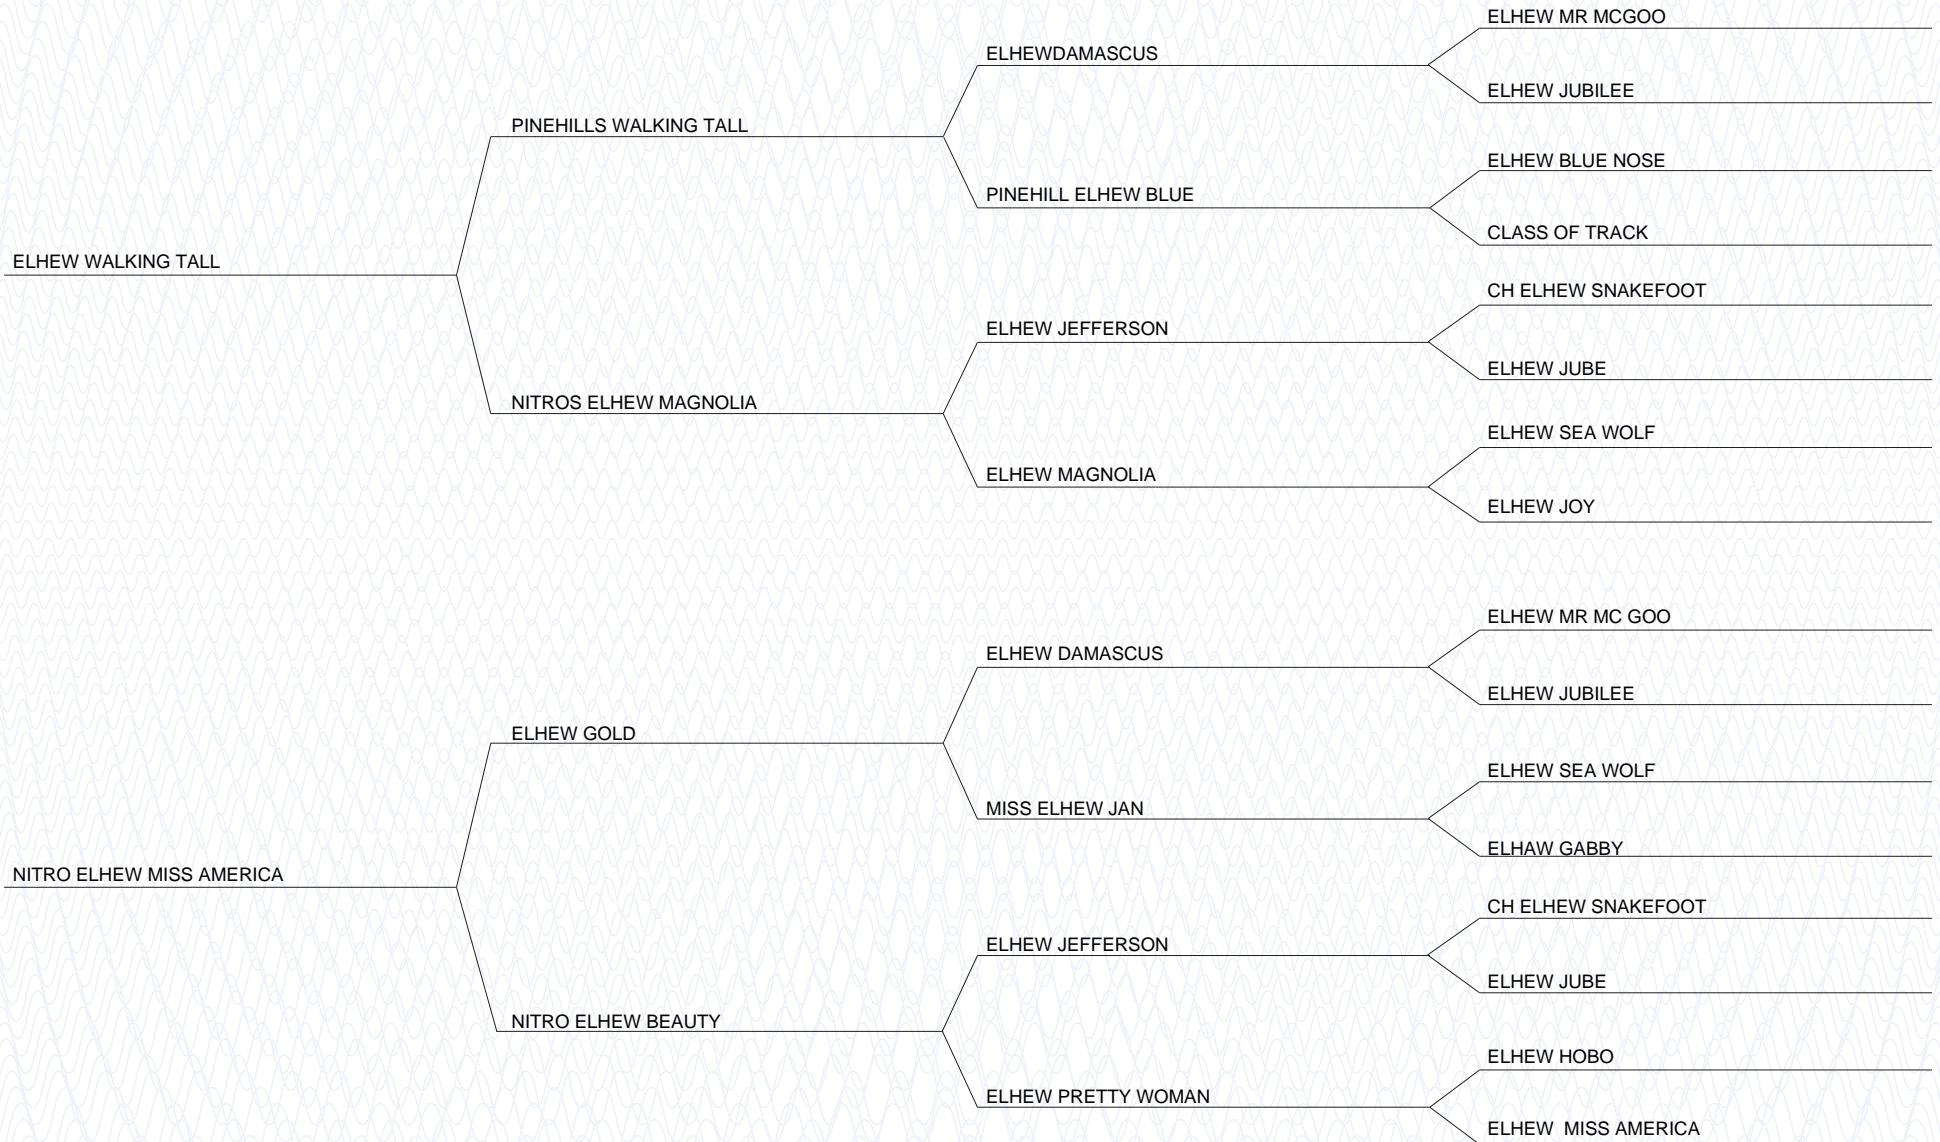 ELHEW MR MCGOO
ELHEWDAMASCUS
ELHEW JUBILEE
PINEHILLS WALKING TALL
ELHEW BLUE NOSE
PINEHILL ELHEW BLUE
CLASS OF TRACK
ELHEW WALKING TALL
CH ELHEW SNAKEFOOT
ELHEW JEFFERSON
ELHEW JUBE
NITROS ELHEW MAGNOLIA
ELHEW SEA WOLF
ELHEW MAGNOLIA
ELHEW JOY
ELHEW MR MC GOO
ELHEW DAMASCUS
ELHEW JUBILEE
ELHEW GOLD
ELHEW SEA WOLF
MISS ELHEW JAN
ELHAW GABBY
NITRO ELHEW MISS AMERICA
CH ELHEW SNAKEFOOT
ELHEW JEFFERSON
ELHEW JUBE
NITRO ELHEW BEAUTY
ELHEW HOBO
ELHEW PRETTY WOMAN
ELHEW  MISS AMERICA